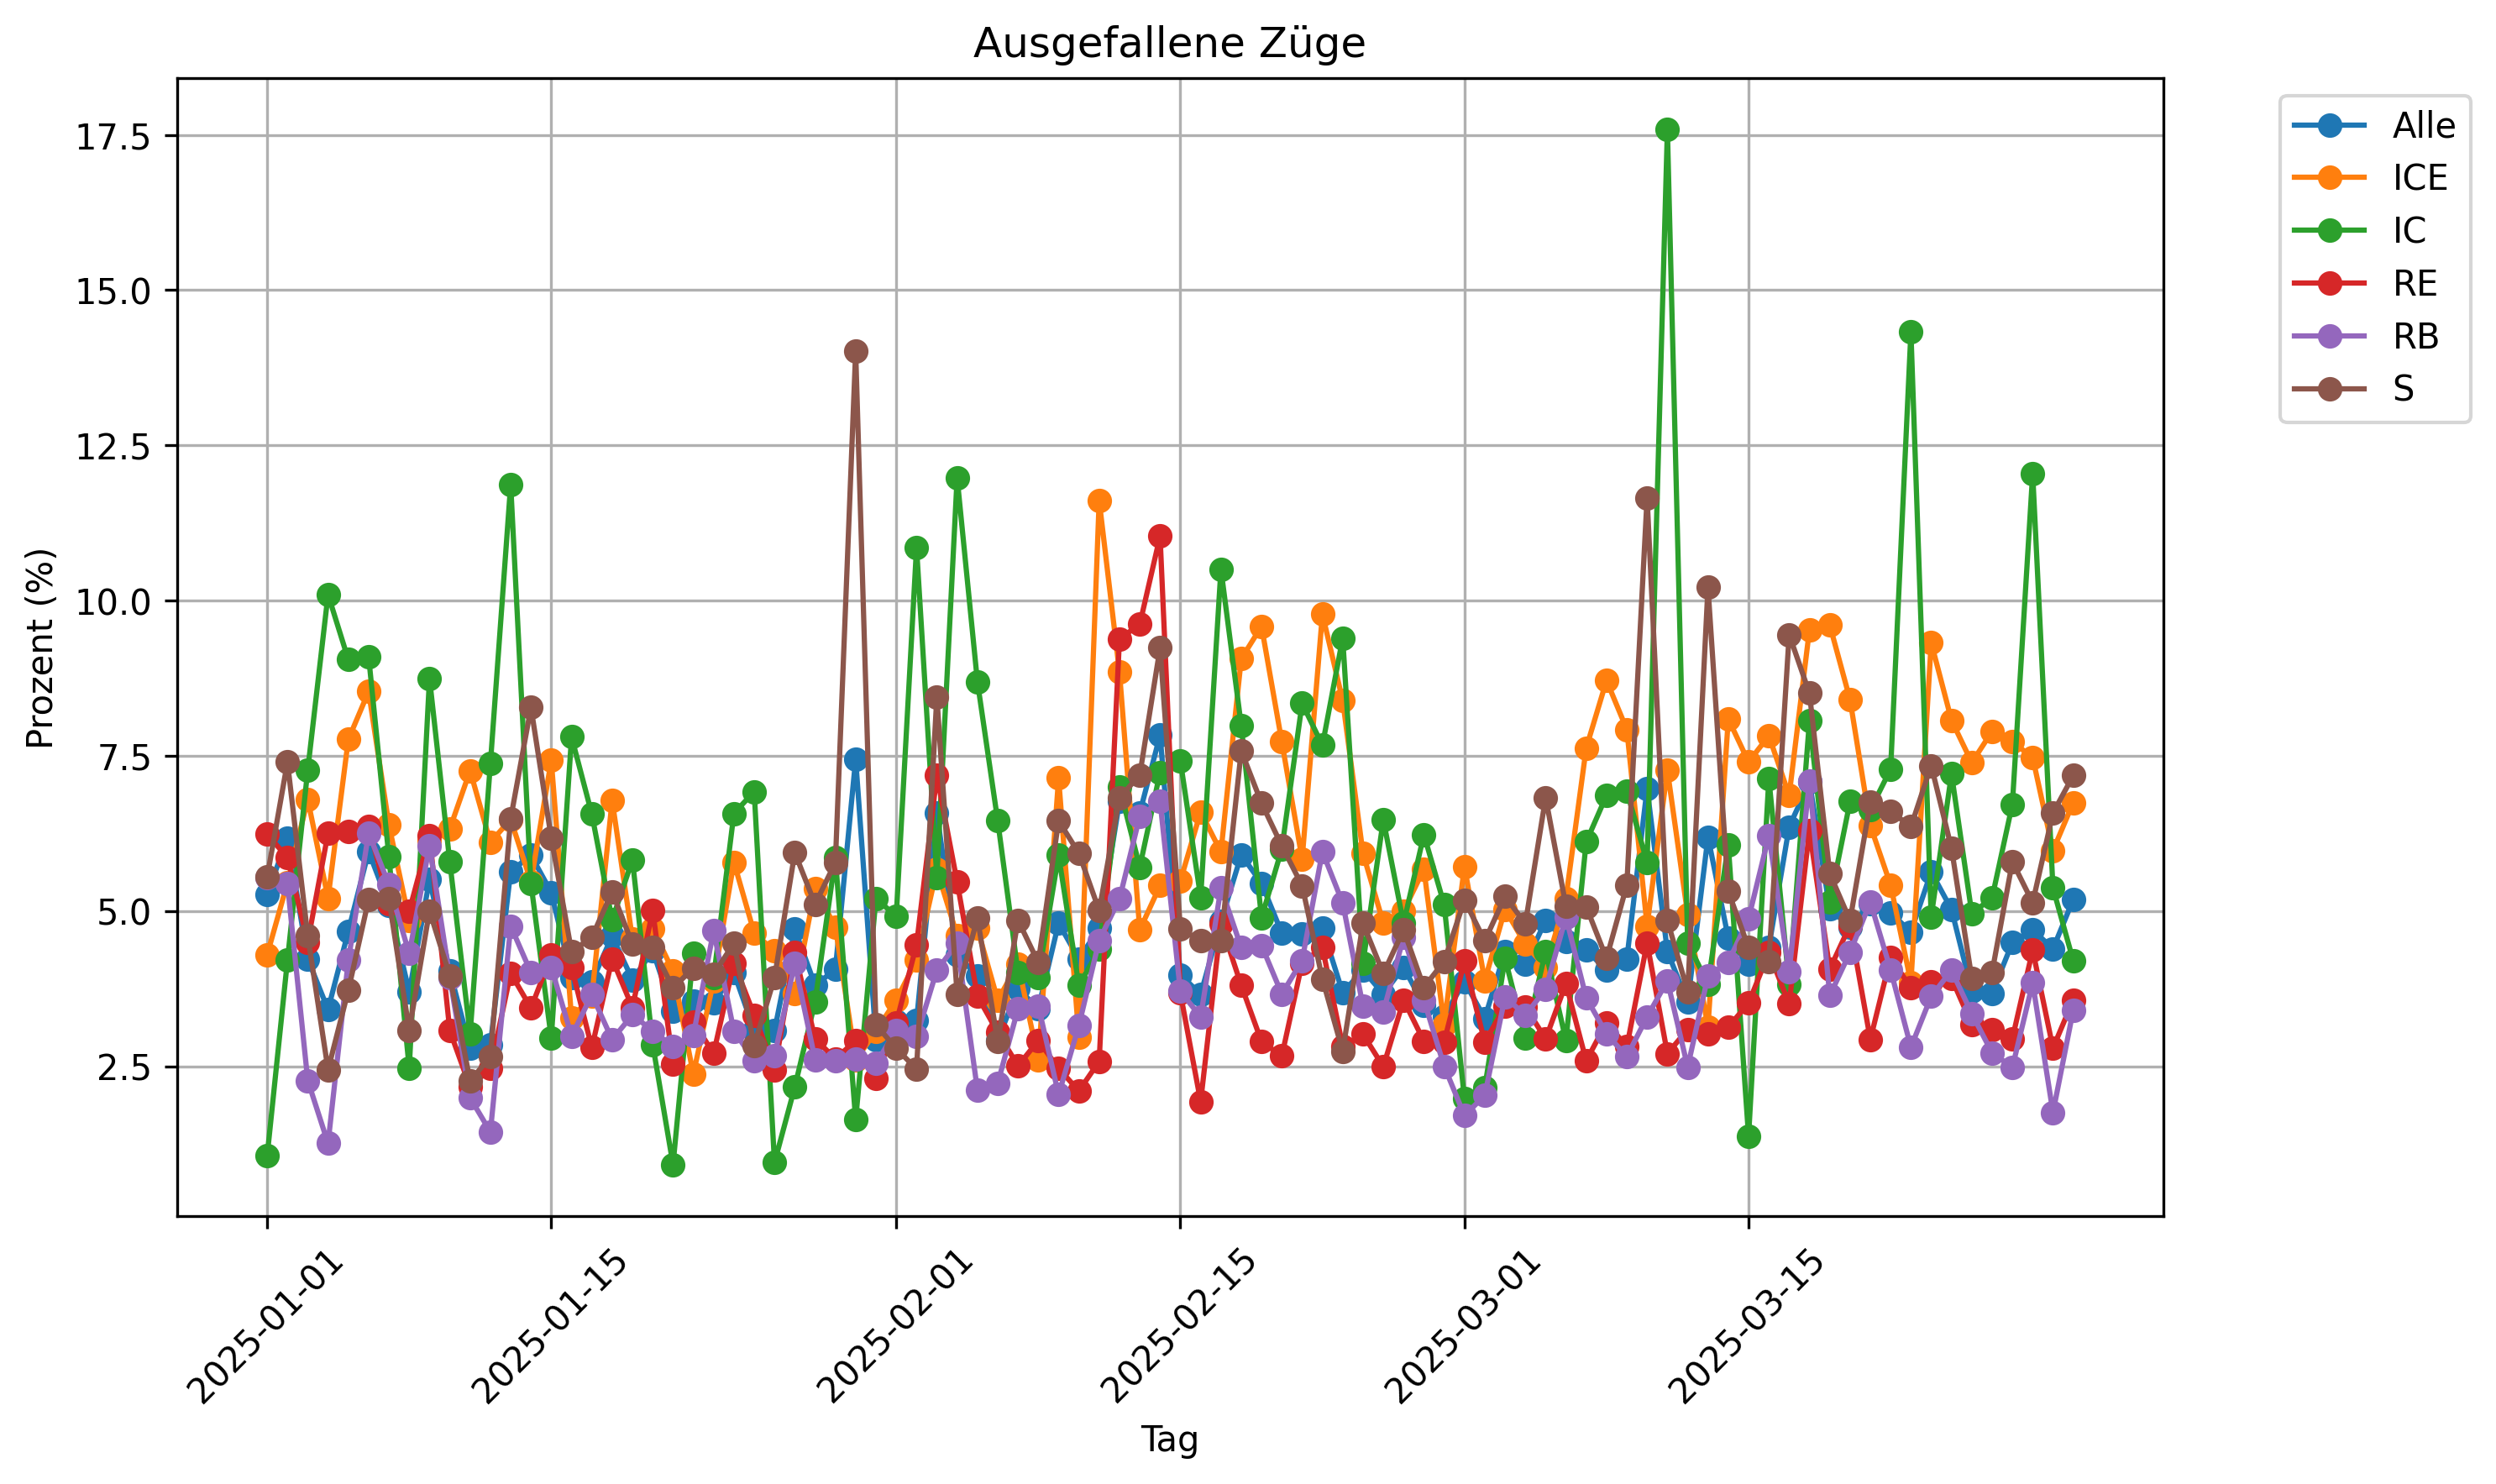 Ausgefallene Züge
17.5
15.0
12.5
10.0
7.5
5.0
2.5
Prozent (%)
2025-01-01
2025-01-15
2025-02-01
2025-02-15
2025-03-01
2025-03-15
Tag
Alle
ICE
IC
RE
RB
S